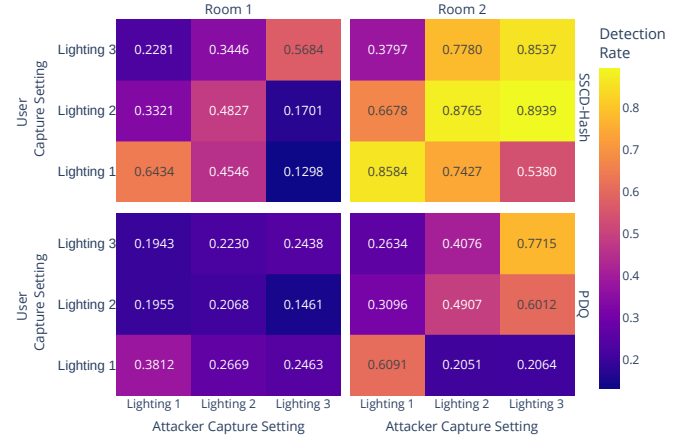 Room 1
Room 2
Detection
Rate
Lighting 3
0.2281
0.3446
0.5684
0.3797
0.7780
0.8537
Lighting 2
0.3321
0.4827
0.1701
0.6678
0.8765
0.8939
Lighting 1
0.6434
0.4546
0.1298
0.8584
0.7427
0.5380
User
Capture Setting
SSCD-Hash
Lighting 3
0.1943
0.2230
0.2438
0.2634
0.4076
0.7715
Lighting 2
0.1955
0.2068
0.1461
0.3096
0.4907
0.6012
Lighting 1
0.3812
0.2669
0.2463
0.6091
0.2051
0.2064
User
Capture Setting
PDQ
0.8
0.7
0.6
0.5
0.4
0.3
0.2
Lighting 1
Lighting 2
Lighting 3
Lighting 1
Lighting 2
Lighting 3
Attacker Capture Setting
Attacker Capture Setting